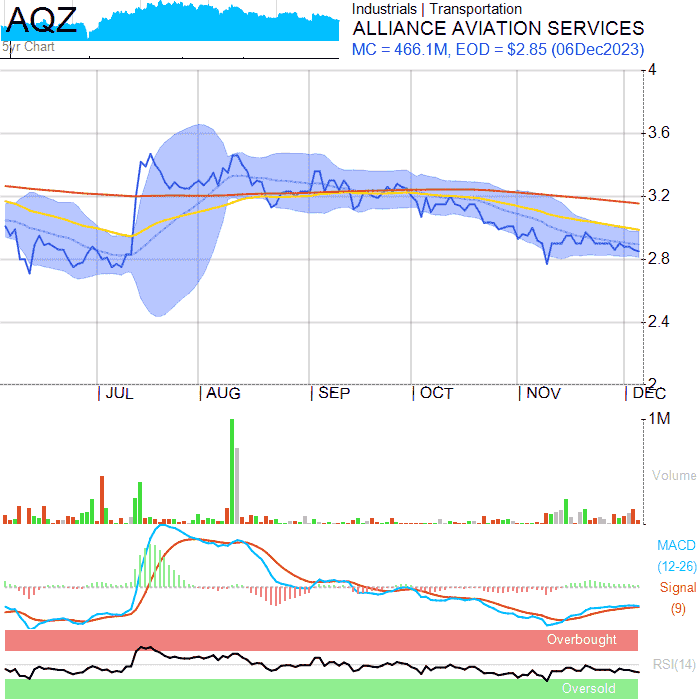 AQZ
5yr Chart
Industrials | Transportation
ALLIANCE AVIATION SERVICES
MC = 466.1M, EOD = $2.85 (06Dec2023)
4
3.6
3.2
2.8
2.4
2
JUL AUG SEP OCT NOV DEC
1M
Volume
MACD
(12-26)
Signal
(9)
Overbought
RSI(14)
Oversold